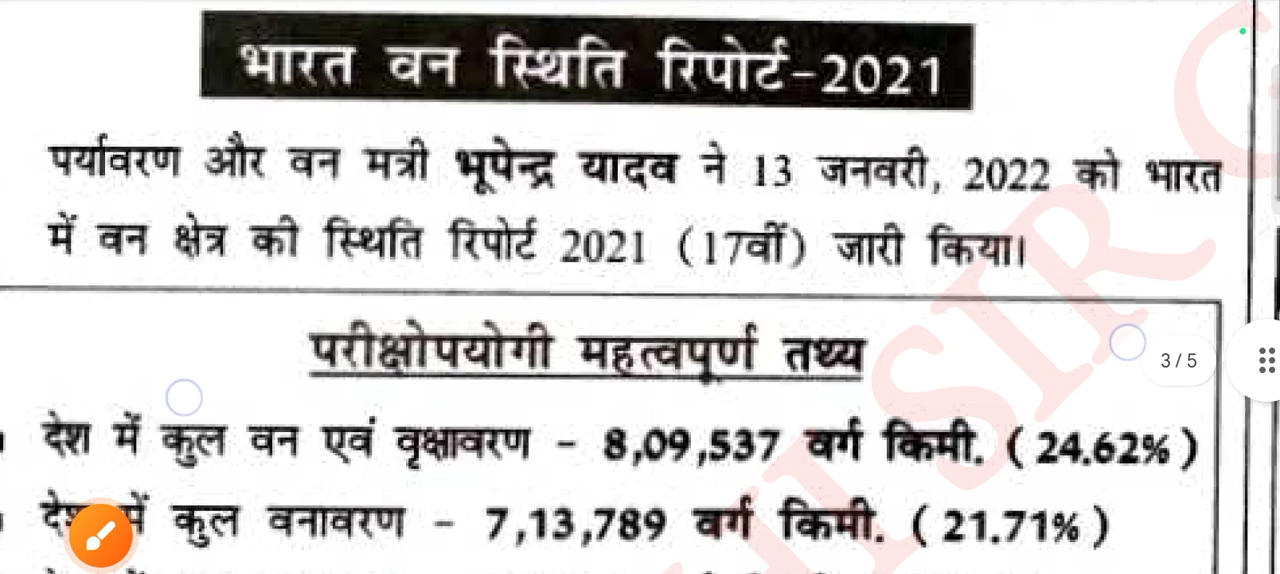 भारत वन स्थिति रिपोर्ट-2021
पर्यावरण और वन मत्री भूपेन्द्र यादव ने 13 जनवरी, 2022 को भारत
में वन क्षेत्र की स्थिति रिपोर्ट 2021 (17वीं) जारी किया।
परीक्षोपयोगी महत्वपूर्ण तथ्य
3 / 5
देश में कुल वन एवं वृक्षावरण - 8,09,537 वर्ग किमी. (24.62%)
में कुल वनावरण - 7,13,789 वर्ग किमी. (21.71%)
SIR